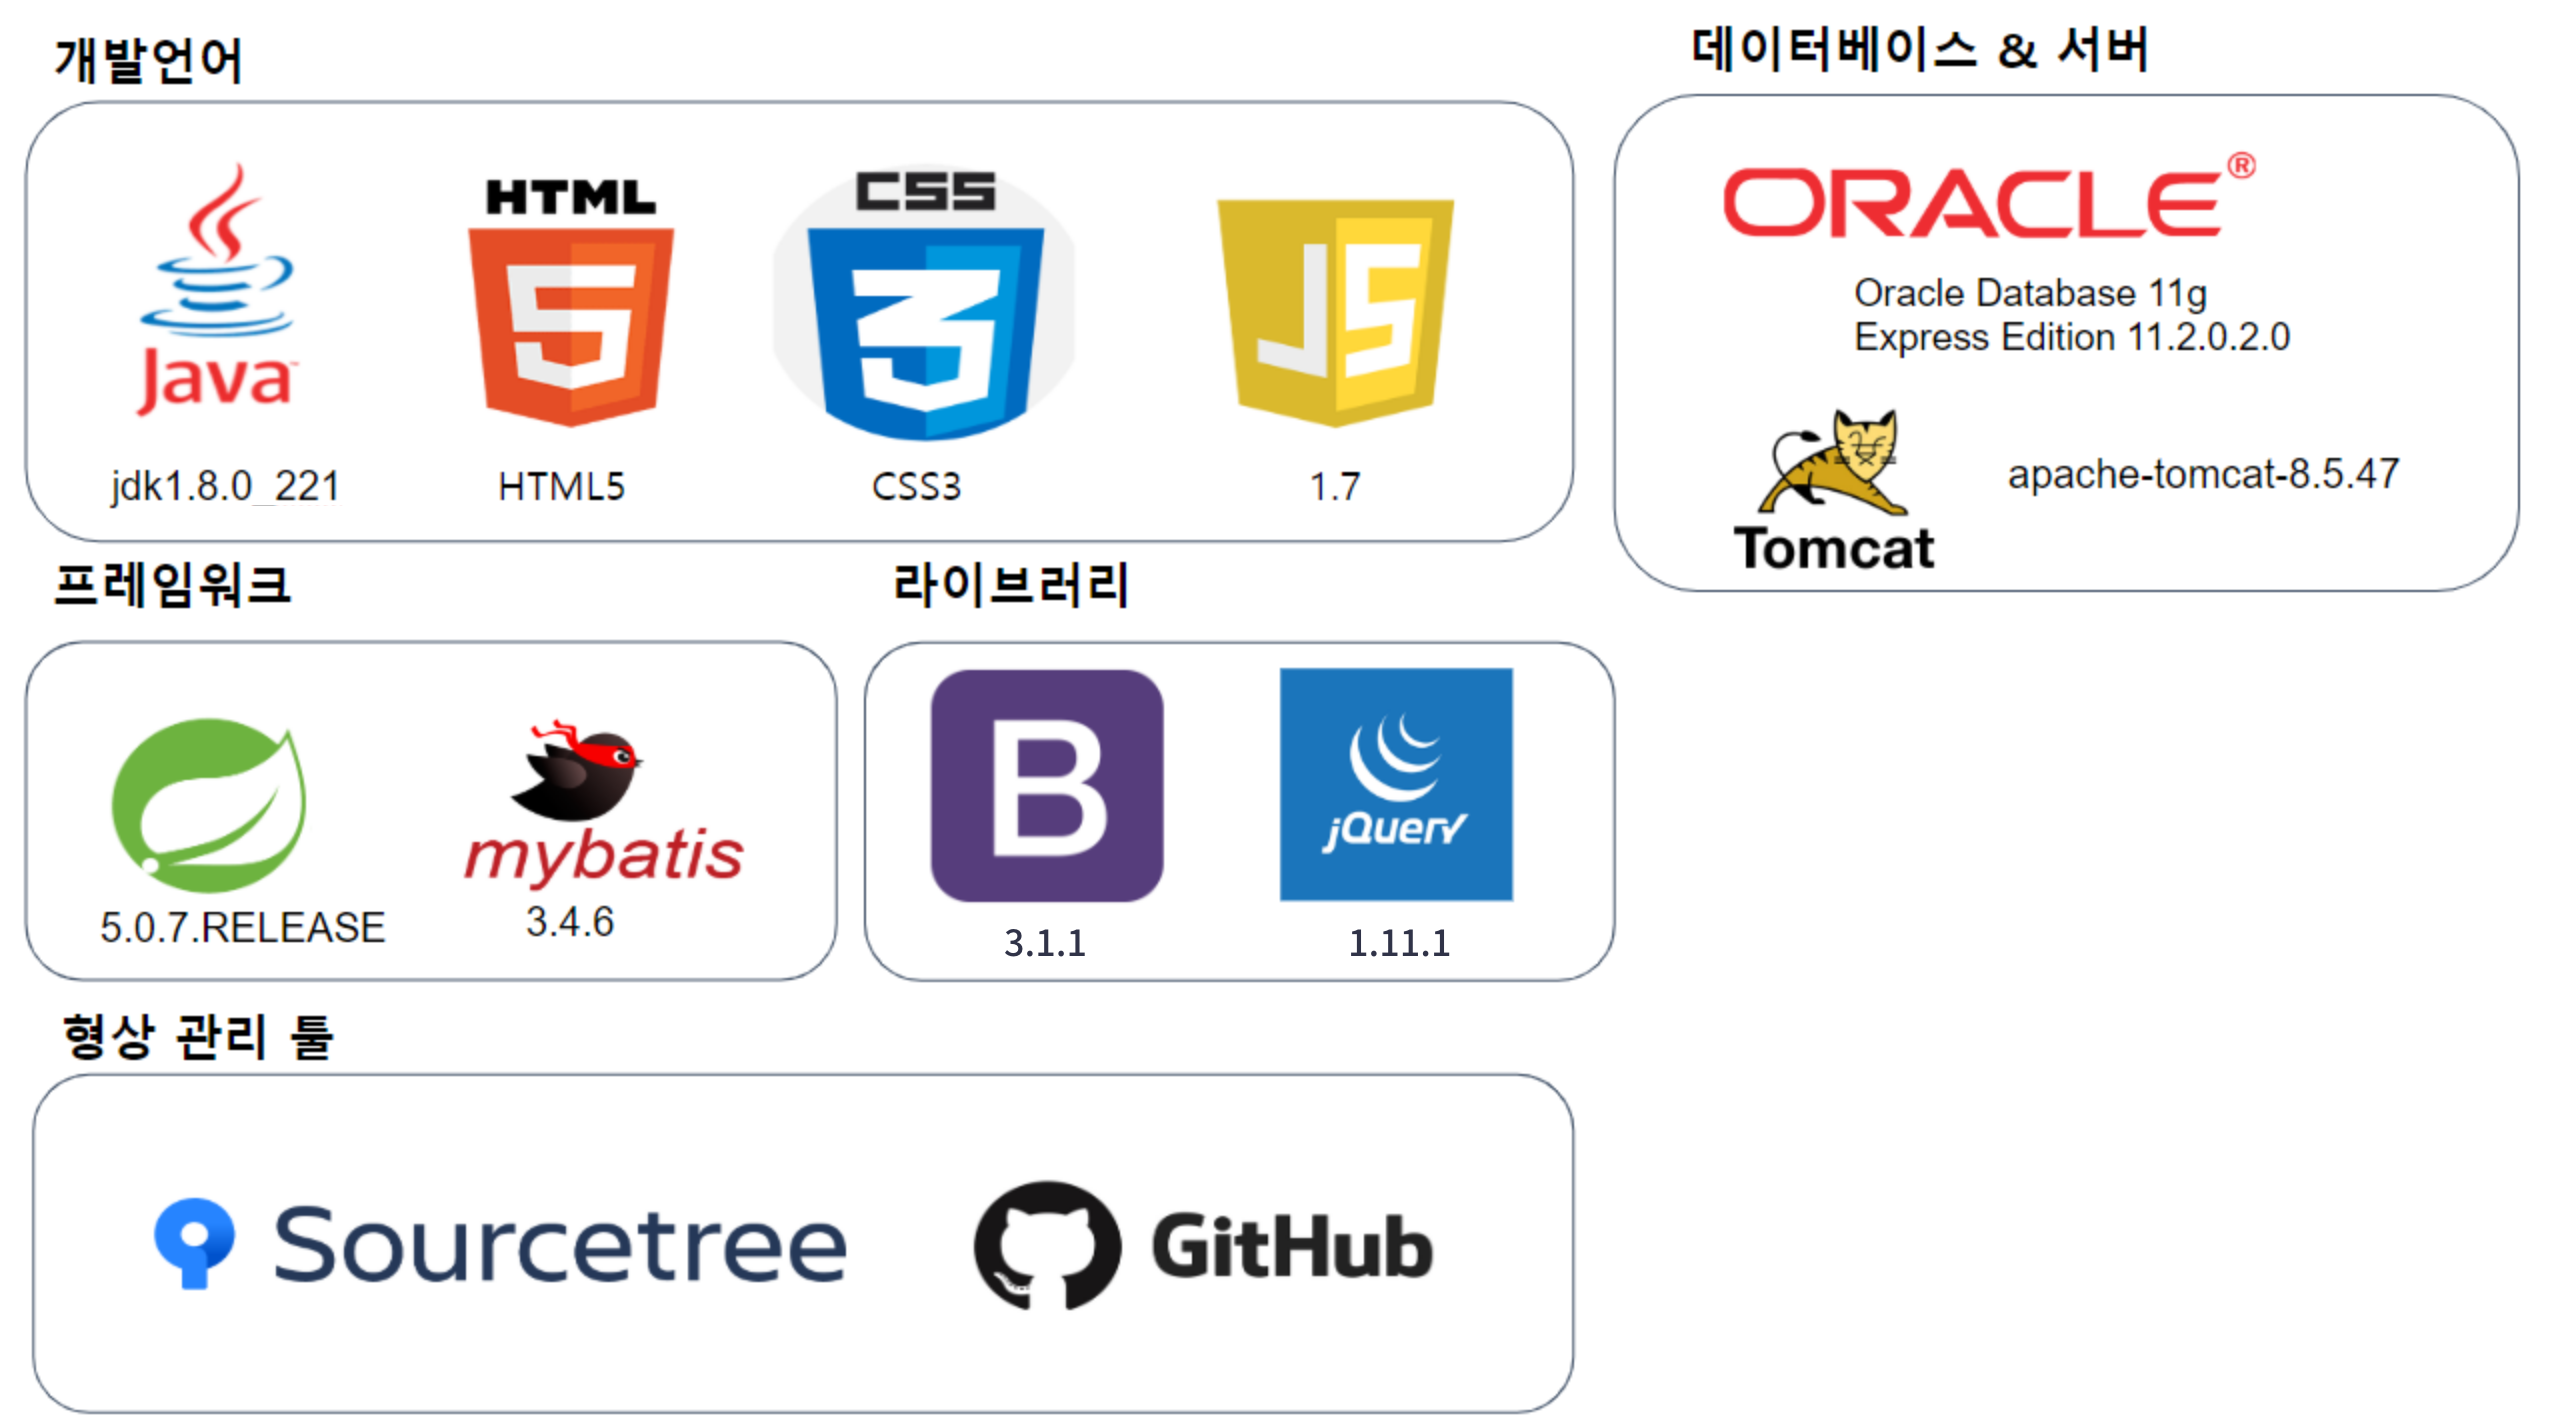 개발언어
데이터베이스 & 서버
HTML
CSS
5
3
JS
Java
jdk1.8.0_221
HTML5
CSS3
1.7
ORACLE®
Oracle Database 11g
Express Edition 11.2.0.2.0
Tomcat
apache-tomcat-8.5.47
프레임워크
라이브러리
mybatis
5.0.7.RELEASE
3.4.6
B
jQuery
3.1.1
1.11.1
형상 관리 툴
Sourcetree
GitHub